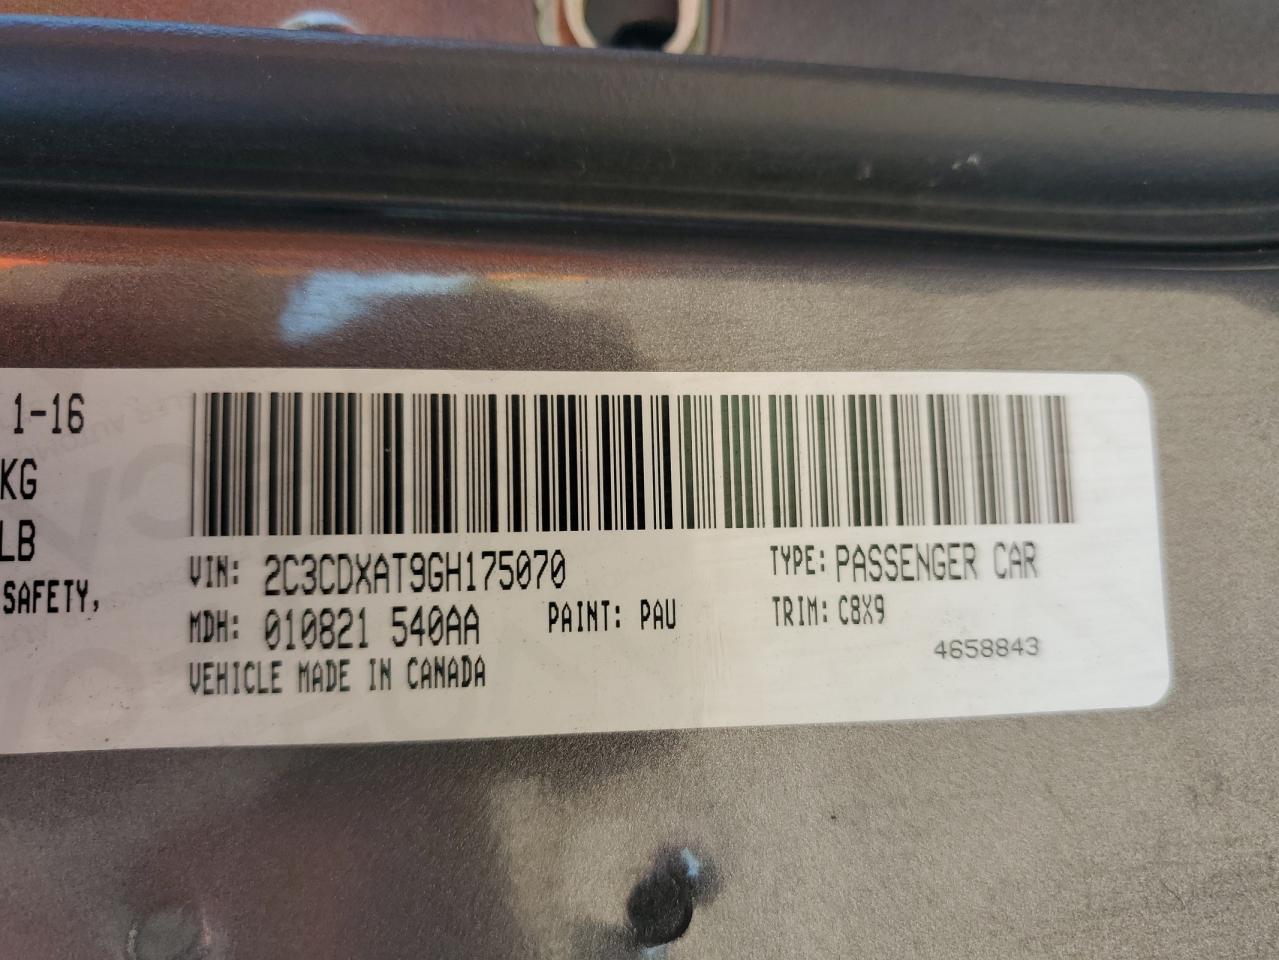 1-16
KG
LB
SAFETY,
VIN: 2C3CDXAT9GH175070 TYPE: PASSENGER CAR
MDH: 010821 540AA PAINT: PAU TRIM: C8X9
VEHICLE MADE IN CANADA 4658843